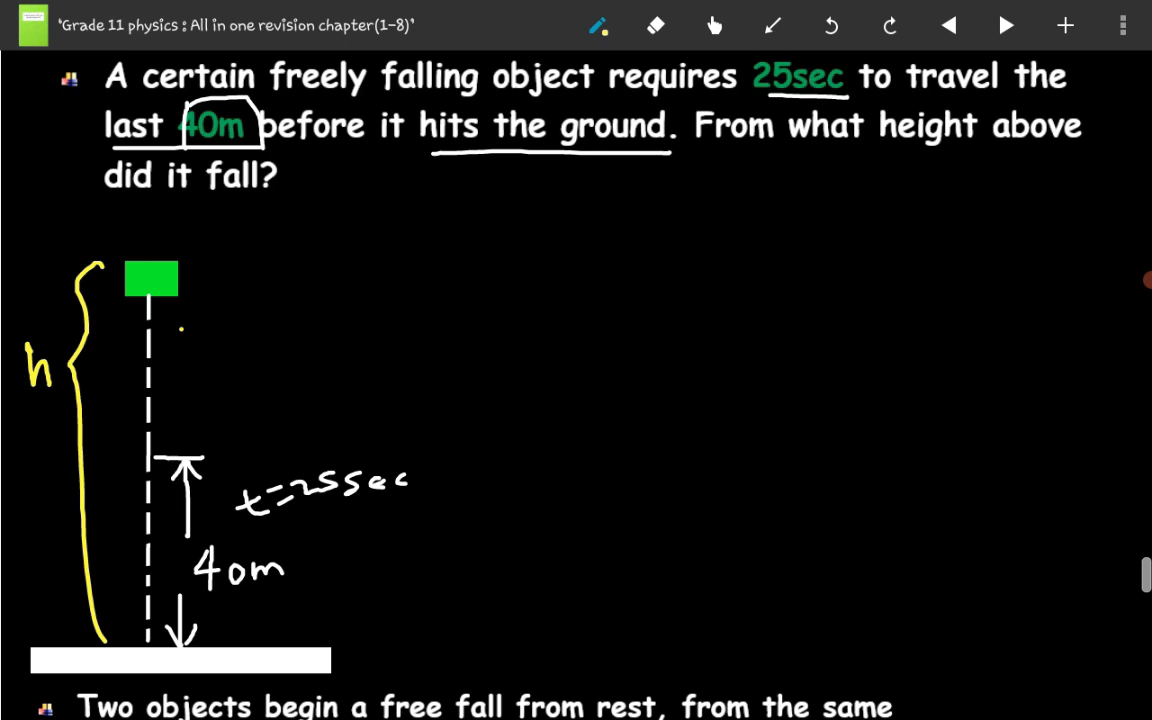 'Grade 11 physics : All in one revision chapter(1-8)'
A certain freely falling object requires 25sec to travel the
last 40m before it hits the ground. From what height above
did it fall?
h
t=25sec
40m
Two objects begin a free fall from rest, from the same